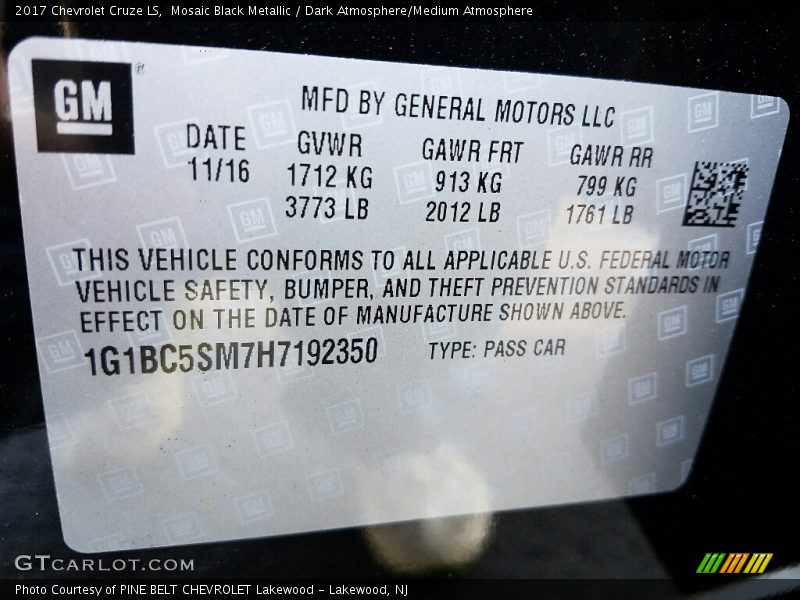 2017 Chevrolet Cruze LS,  Mosaic Black Metallic / Dark Atmosphere/Medium Atmosphere
GM®
MFD BY GENERAL MOTORS LLC
DATE GVWR GAWR FRT GAWR RR
11/16 1712 KG 913 KG 799 KG
3773 LB 2012 LB 1761 LB
THIS VEHICLE CONFORMS TO ALL APPLICABLE U.S. FEDERAL MOTOR
VEHICLE SAFETY, BUMPER, AND THEFT PREVENTION STANDARDS IN
EFFECT ON THE DATE OF MANUFACTURE SHOWN ABOVE.
1G1BC5SM7H7192350 TYPE: PASS CAR
GTCARLOT.COM
Photo Courtesy of PINE BELT CHEVROLET Lakewood - Lakewood, NJ